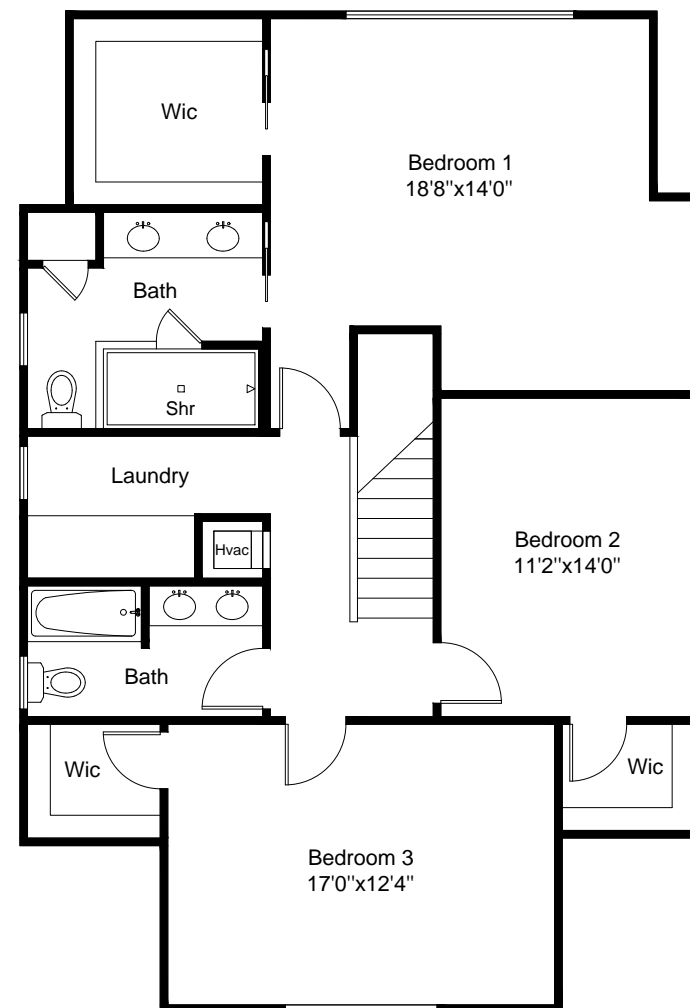 Wic
Bedroom 1
18'8"x14'0"
Bath
Shr
Laundry
Hvac
Bedroom 2
11'2"x14'0"
Bath
Wic
Wic
Bedroom 3
17'0"x12'4"